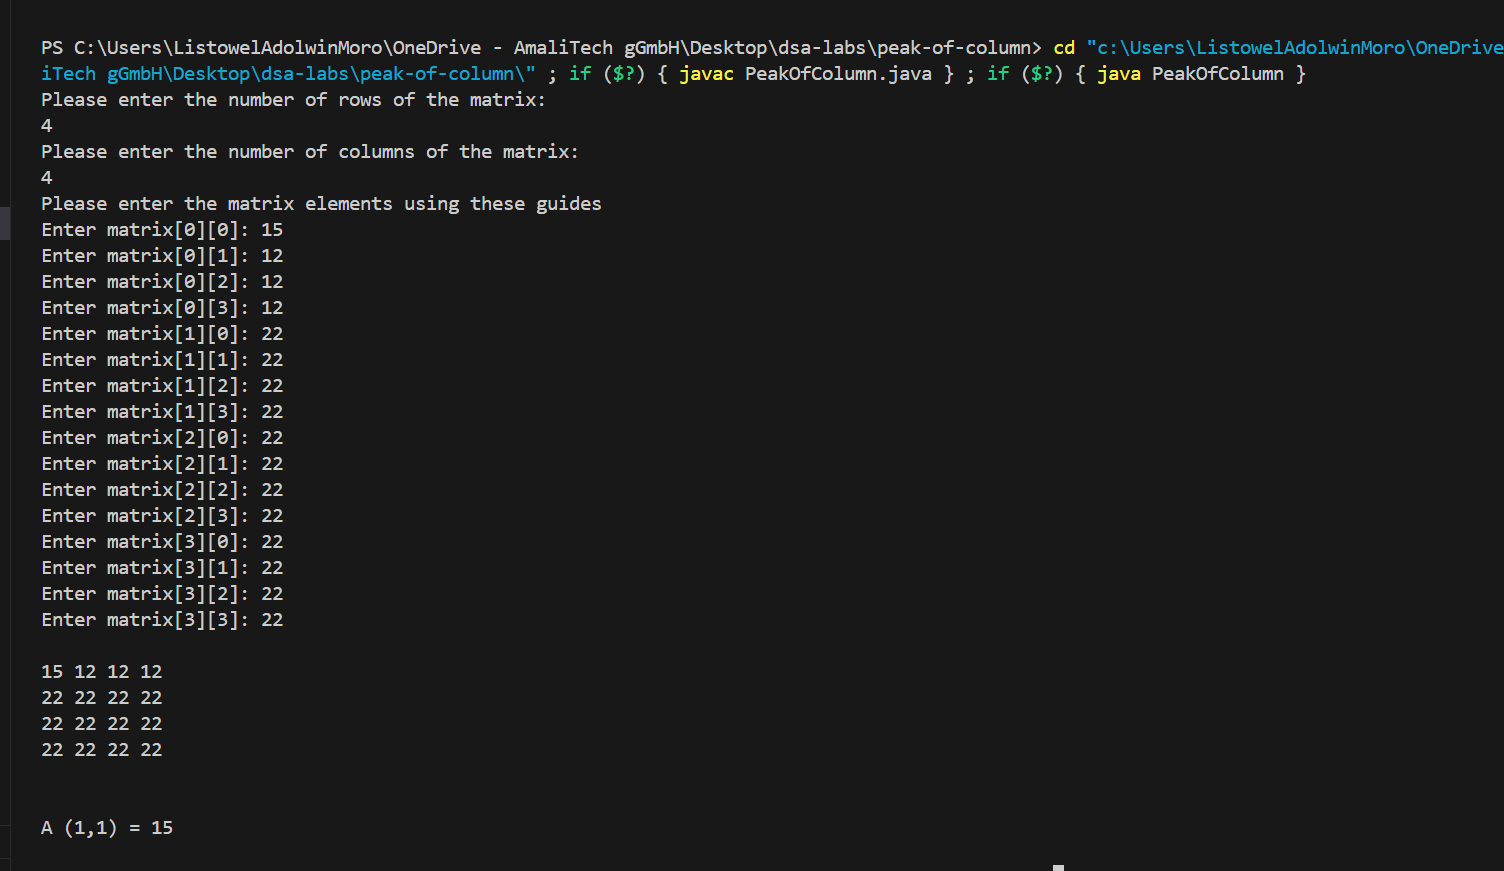 PS C:\Users\ListowelAdolwinMoro\OneDrive - AmaliTech gGmbH\Desktop\dsa-labs\peak-of-column> cd "c:\Users\ListowelAdolwinMoro\OneDrive
iTech gGmbH\Desktop\dsa-labs\peak-of-column\" ; if ($?) { javac PeakOfColumn.java } ; if ($?) { java PeakOfColumn }
Please enter the number of rows of the matrix:
4
Please enter the number of columns of the matrix:
4
Please enter the matrix elements using these guides
Enter matrix[0][0]: 15
Enter matrix[0][1]: 12
Enter matrix[0][2]: 12
Enter matrix[0][3]: 12
Enter matrix[1][0]: 22
Enter matrix[1][1]: 22
Enter matrix[1][2]: 22
Enter matrix[1][3]: 22
Enter matrix[2][0]: 22
Enter matrix[2][1]: 22
Enter matrix[2][2]: 22
Enter matrix[2][3]: 22
Enter matrix[3][0]: 22
Enter matrix[3][1]: 22
Enter matrix[3][2]: 22
Enter matrix[3][3]: 22
15 12 12 12
22 22 22 22
22 22 22 22
22 22 22 22
A (1,1) = 15